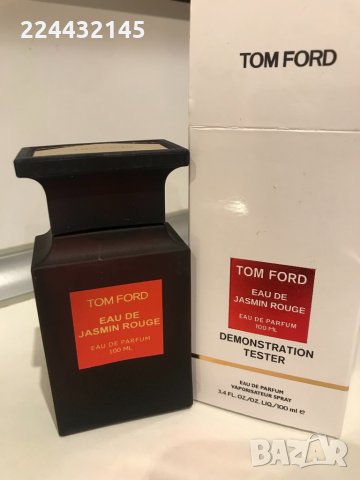 224432145
TOM FORD
TOM FORD
EAU DE
JASMIN ROUGE
EAU DE PARFUM
100 ML
TOM FORD
EAU DE
JASMIN ROUGE
EAU DE PARFUM
100 ML
DEMONSTRATION
TESTER
EAU DE PARFUM
VAPORISATEUR SPRAY
3.4 FL. OZ./OZ. LIQ./100 ml e
BAZAR